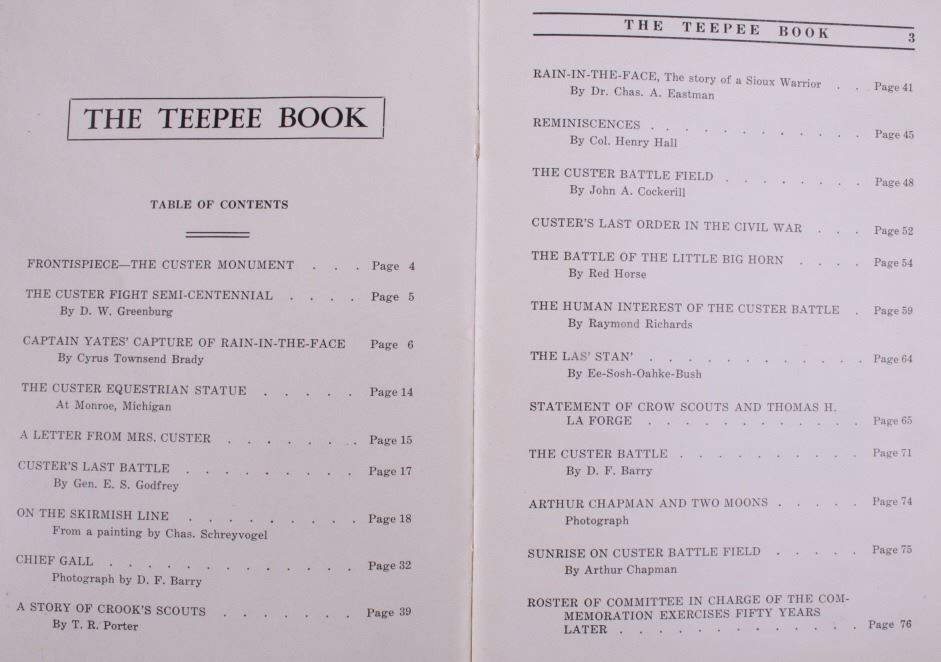 THE TEEPEE BOOK
TABLE OF CONTENTS
FRONTISPIECE—THE CUSTER MONUMENT . . . Page 4
THE CUSTER FIGHT SEMI-CENTENNIAL . . . . Page 5
By D. W. Greenburg
CAPTAIN YATES' CAPTURE OF RAIN-IN-THE-FACE Page 6
By Cyrus Townsend Brady
THE CUSTER EQUESTRIAN STATUE . . . . . Page 14
At Monroe, Michigan
A LETTER FROM MRS. CUSTER . . . . . . . Page 15
CUSTER'S LAST BATTLE . . . . . . . . . Page 17
By Gen. E. S. Godfrey
ON THE SKIRMISH LINE . . . . . . . . . Page 18
From a painting by Chas. Schreyvogel
CHIEF GALL . . . . . . . . . . . . Page 32
Photograph by D. F. Barry
A STORY OF CROOK'S SCOUTS . . . . . . . Page 39
By T. R. Porter
THE TEEPEE BOOK 3
RAIN-IN-THE-FACE, The story of a Sioux Warrior . . Page 41
By Dr. Chas. A. Eastman
REMINISCENCES . . . . . . . . . . . . Page 45
By Col. Henry Hall
THE CUSTER BATTLE FIELD . . . . . . . . Page 48
By John A. Cockerill
CUSTER'S LAST ORDER IN THE CIVIL WAR . . . Page 52
THE BATTLE OF THE LITTLE BIG HORN . . . . Page 54
By Red Horse
THE HUMAN INTEREST OF THE CUSTER BATTLE . Page 59
By Raymond Richards
THE LAS' STAN' . . . . . . . . . . . . Page 64
By Ee-Sosh-Oahke-Bush
STATEMENT OF CROW SCOUTS AND THOMAS H.
LA FORGE . . . . . . . . . . . . Page 65
THE CUSTER BATTLE . . . . . . . . . . Page 71
By D. F. Barry
ARTHUR CHAPMAN AND TWO MOONS . . . . . Page 74
Photograph
SUNRISE ON CUSTER BATTLE FIELD . . . . . Page 75
By Arthur Chapman
ROSTER OF COMMITTEE IN CHARGE OF THE COM-
MEMORATION EXERCISES FIFTY YEARS
LATER . . . . . . . . . . . . . Page 76